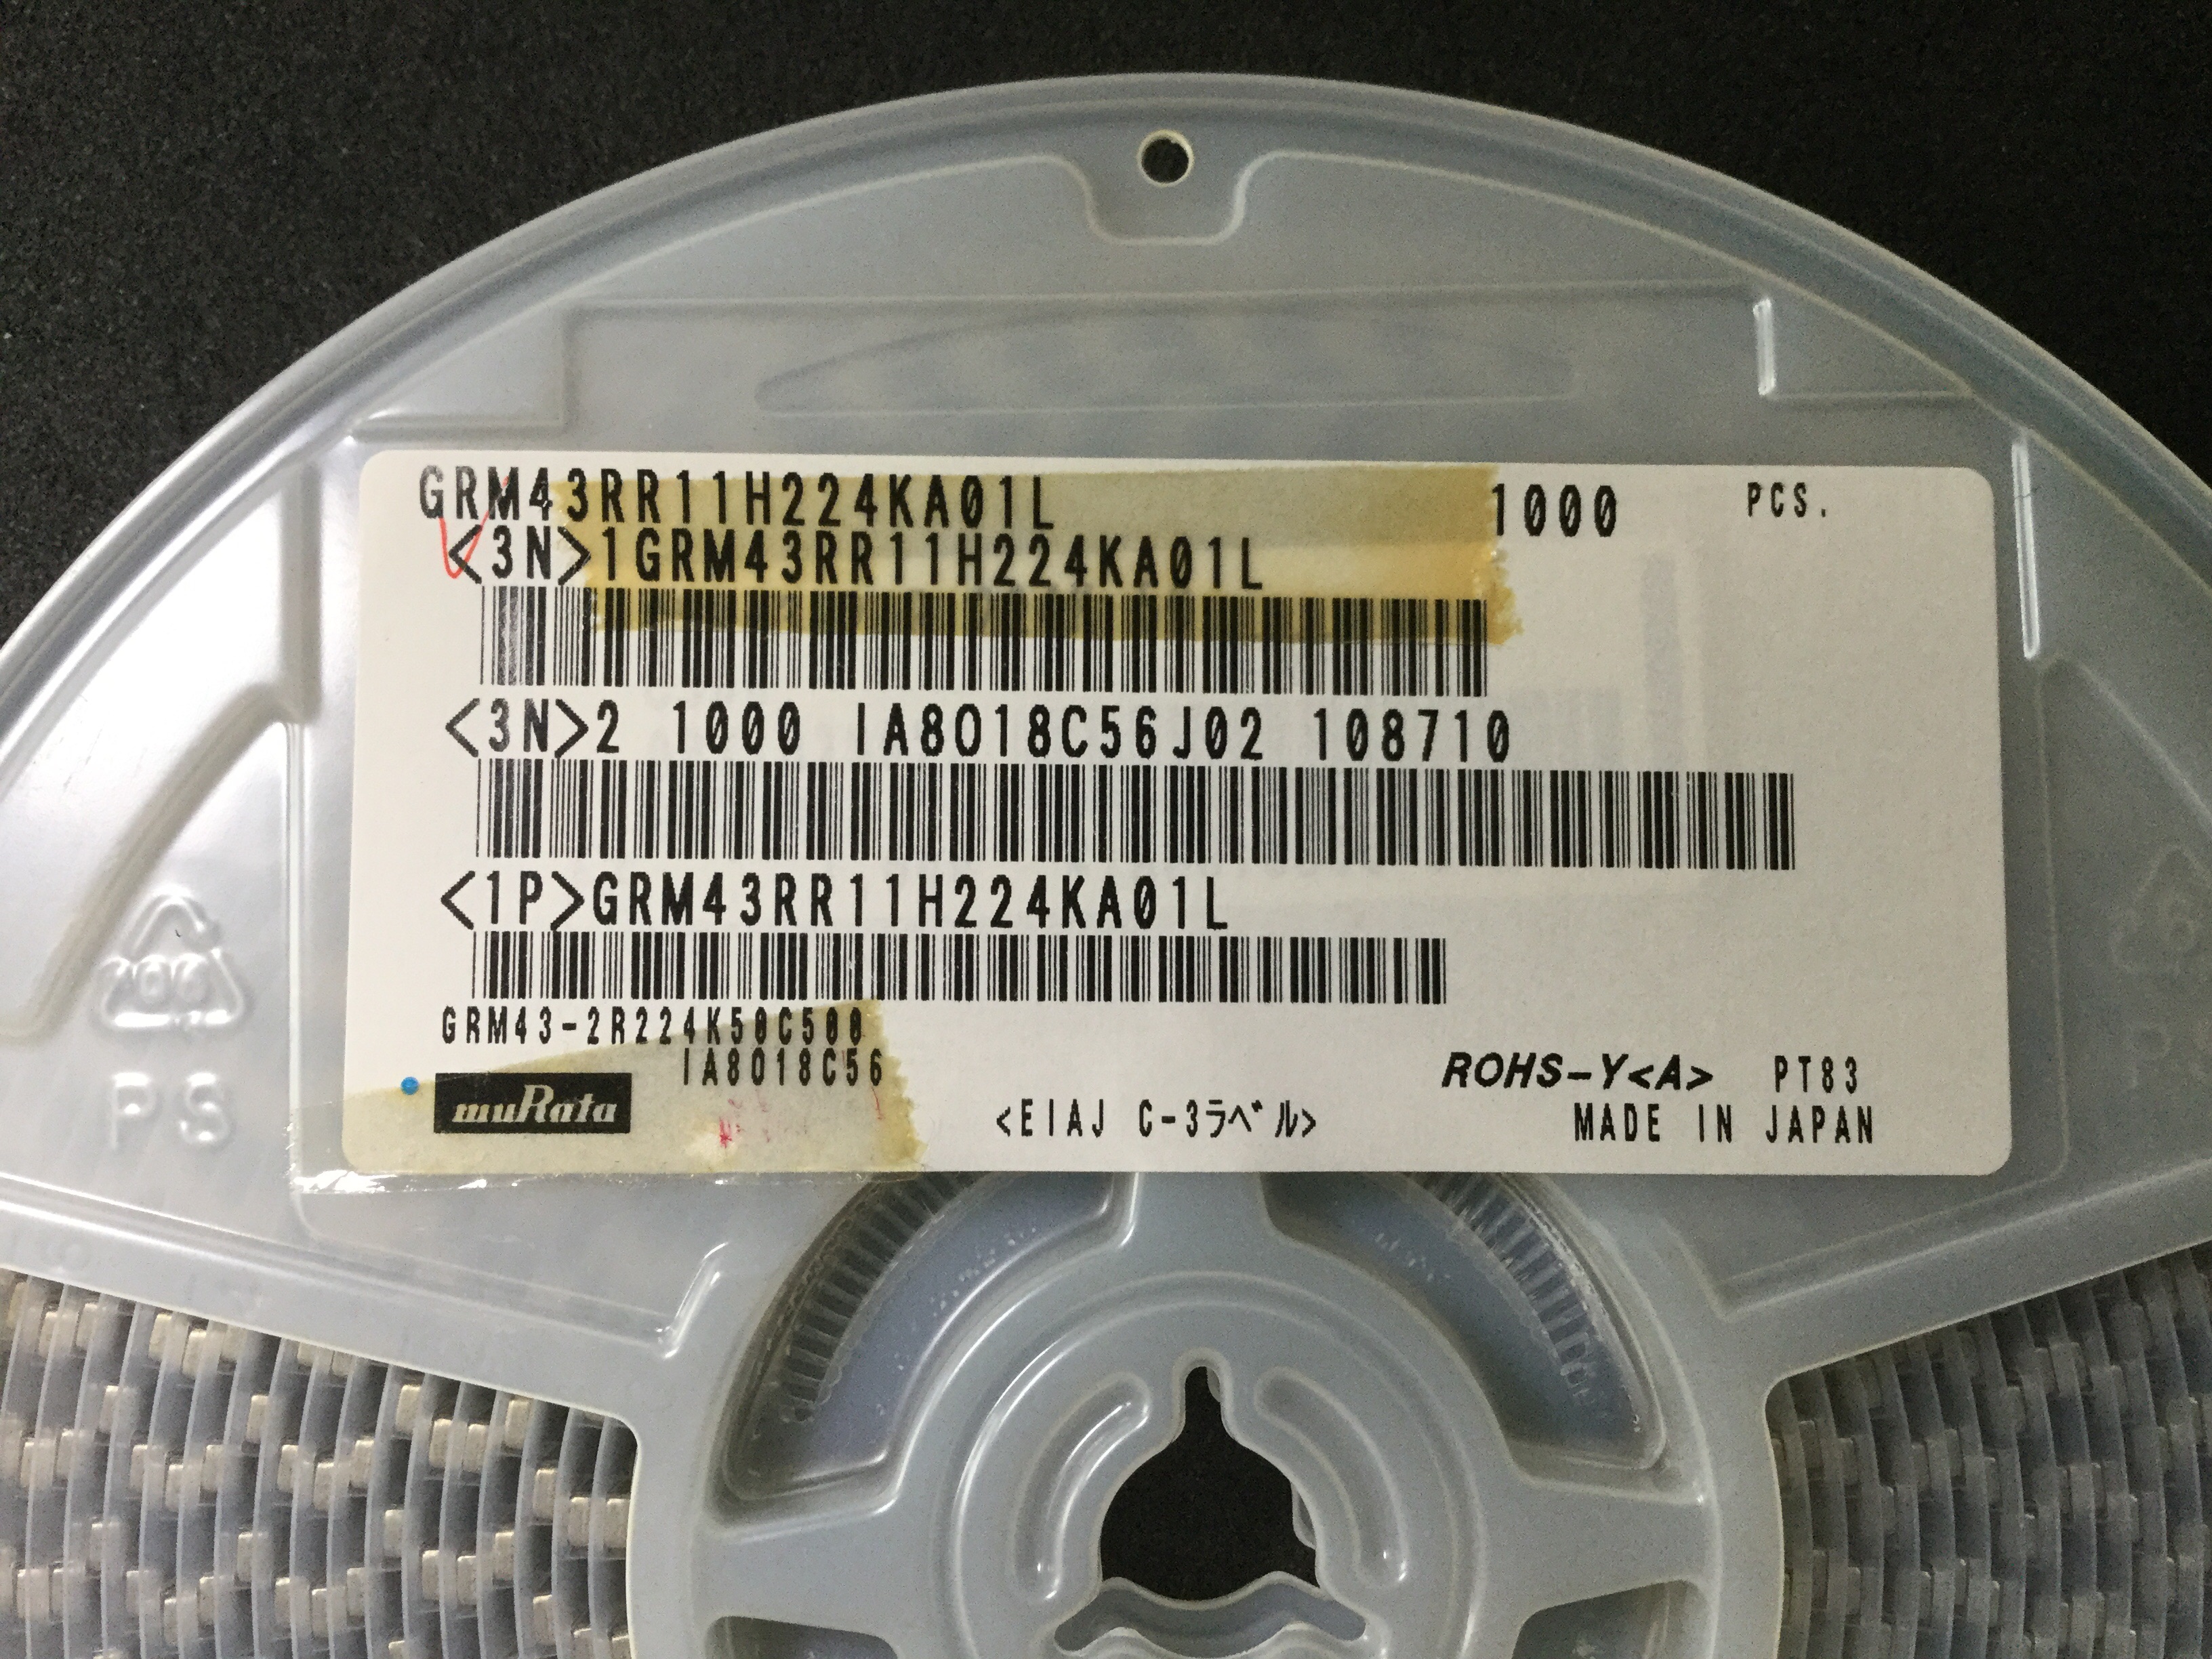 GRM43RR11H224KA01L 1000 PCS.
<3N>1GRM43RR11H224KA01L
<3N>2 1000 IA8018C56J02 108710
<1P>GRM43RR11H224KA01L
GRM43-2R224K50C500
IA8018C56
ROHS-Y<A> PT83
muRata
<EIAJ C-3ラベル>
MADE IN JAPAN
PS